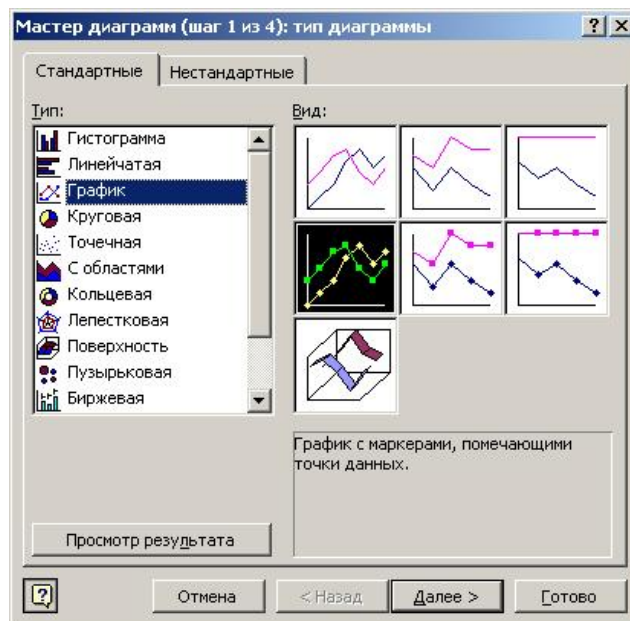 Мастер диаграмм (шаг 1 из 4): тип диаграммы
Стандартные
Нестандартные
Тип:
Вид:
Гистограмма
Линейчатая
График
Круговая
Точечная
С областями
Кольцевая
Лепестковая
Поверхность
Пузырьковая
Биржевая
График с маркерами, помечающими
точки данных.
Просмотр результата
Отмена
< Назад
Далее >
Готово